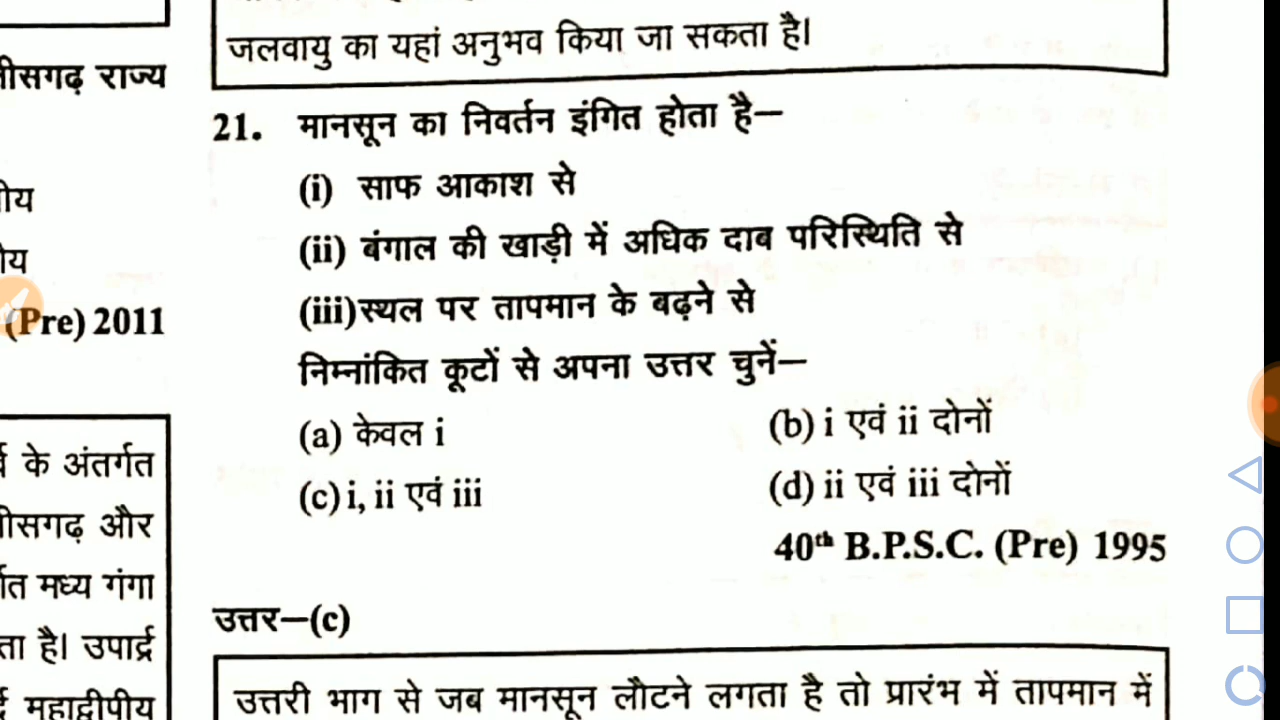 जलवायु का यहां अनुभव किया जा सकता है।
21. मानसून का निवर्तन इंगित होता है—
(i) साफ आकाश से
(ii) बंगाल की खाड़ी में अधिक दाब परिस्थिति से
(iii) स्थल पर तापमान के बढ़ने से
निम्नांकित कूटों से अपना उत्तर चुनें—
(a) केवल i
(b) i एवं ii दोनों
(c) i, ii एवं iii
(d) ii एवं iii दोनों
40th B.P.S.C. (Pre) 1995
उत्तर—(c)
उत्तरी भाग से जब मानसून लौटने लगता है तो प्रारंभ में तापमान में
राज्य
(Pre) 2011
के अंतर्गत
और
मध्य गंगा
है। उपार्द्र
महाद्वीपीय